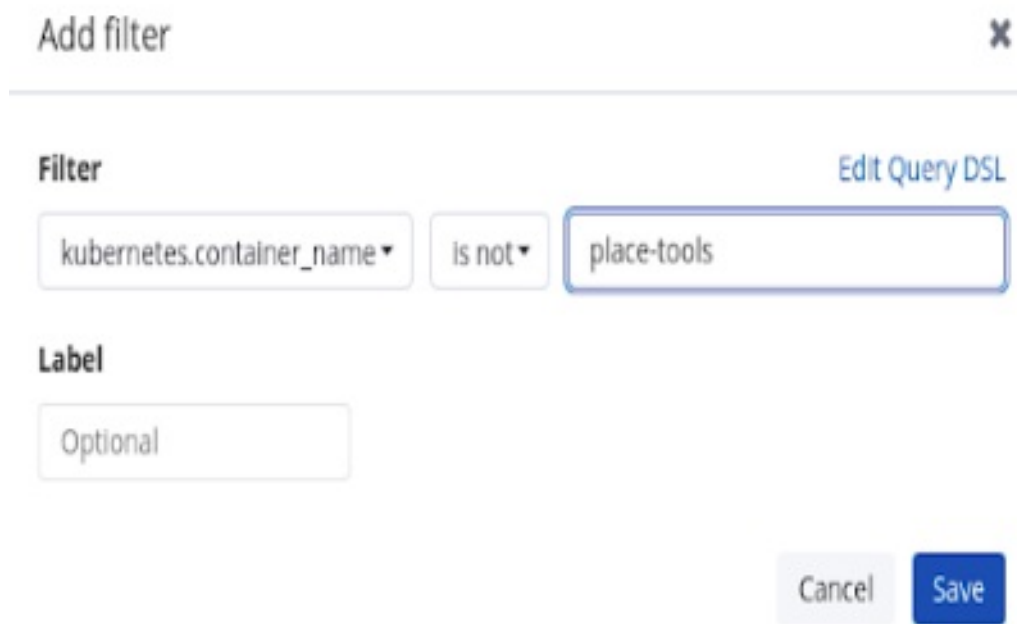 Add filter ×
Filter Edit Query DSL
kubernetes.container_name is not place-tools
Label
Optional
Cancel Save